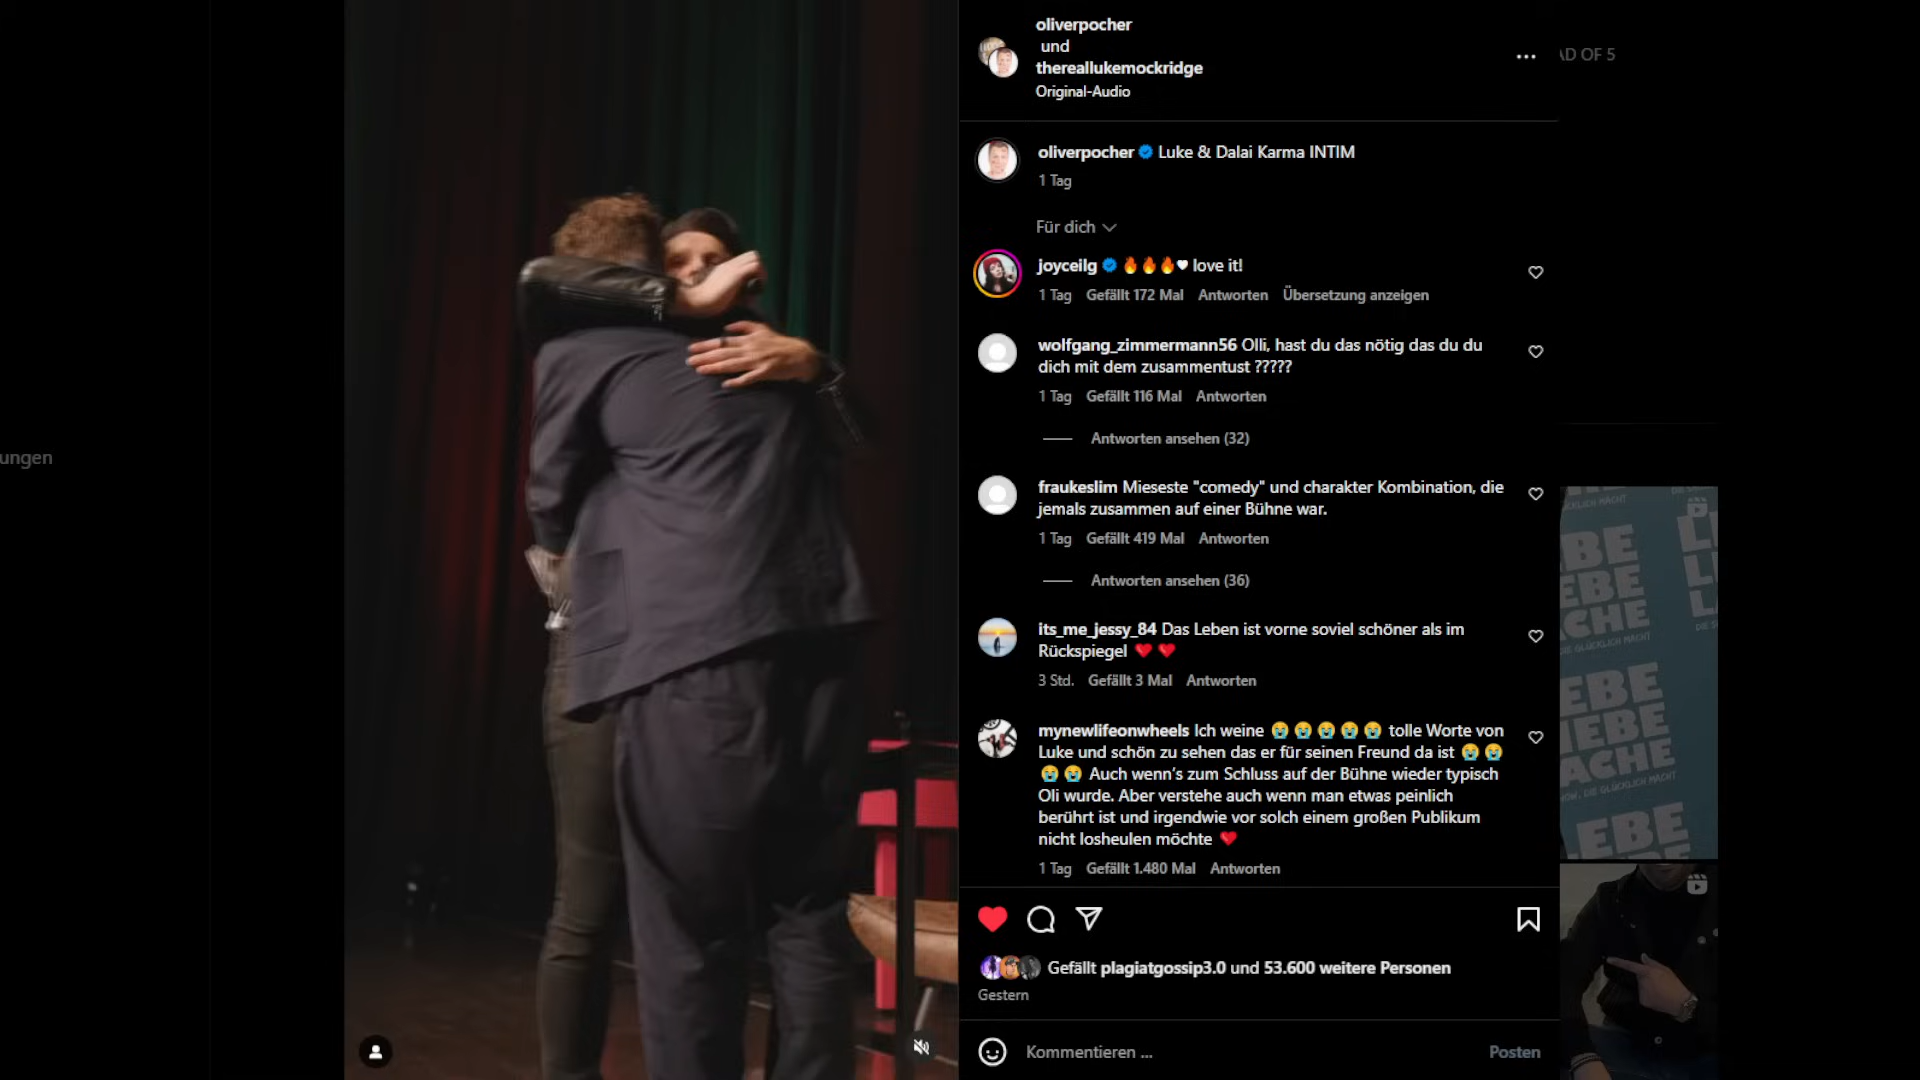 oliverpocher
und
thereallukemockridge
Original-Audio
AD OF 5
oliverpocher Luke & Dalai Karma INTIM
1 Tag
Für dich
joyceilg 🔥🔥🔥🤍 love it!
1 Tag Gefällt 172 Mal Antworten Übersetzung anzeigen
wolfgang_zimmermann56 Olli, hast du das nötig das du du
dich mit dem zusammentust ?????
1 Tag Gefällt 116 Mal Antworten
Antworten ansehen (32)
ungen
fraukeslim Mieseste "comedy" und charakter Kombination, die
jemals zusammen auf einer Bühne war.
1 Tag Gefällt 419 Mal Antworten
Antworten ansehen (36)
its_me_jessy_84 Das Leben ist vorne soviel schöner als im
Rückspiegel ❤️ ❤️
3 Std. Gefällt 3 Mal Antworten
mynewlifeonwheels Ich weine 😭😭😭😭😭 tolle Worte von
Luke und schön zu sehen das er für seinen Freund da ist 😭😭
😭😭 Auch wenn's zum Schluss auf der Bühne wieder typisch
Oli wurde. Aber verstehe auch wenn man etwas peinlich
berührt ist und irgendwie vor solch einem großen Publikum
nicht losheulen möchte ❤️
1 Tag Gefällt 1.480 Mal Antworten
Gefällt plagiatgossip3.0 und 53.600 weitere Personen
Gestern
Kommentieren ...
Posten
EBE
IEBE
ACHE